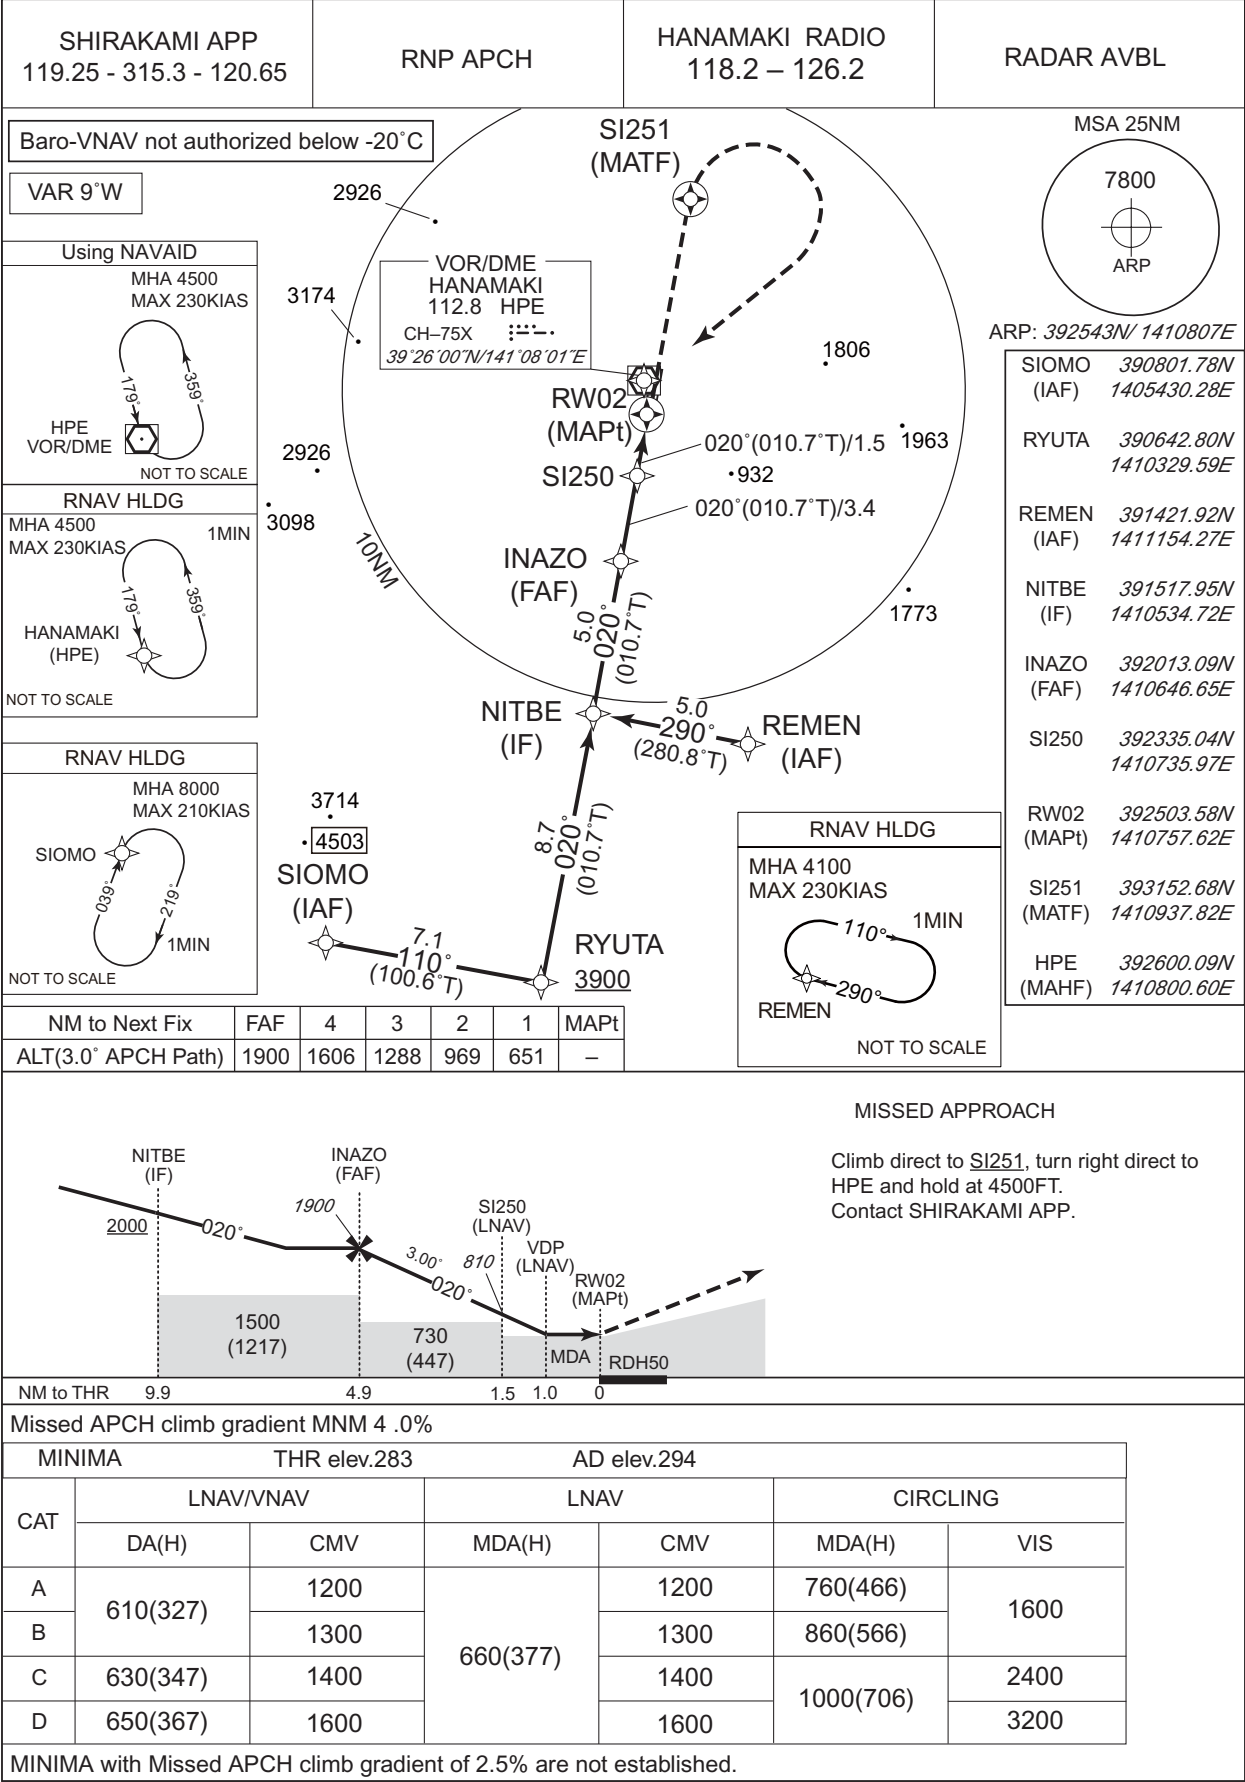 SHIRAKAMI APP
119.25 - 315.3 - 120.65
RNP APCH
HANAMAKI RADIO
118.2 – 126.2
RADAR AVBL
Baro-VNAV not authorized below -20˚C
VAR 9˚W
SI251
(MATF)
MSA 25NM
7800
ARP
ARP: 392543N/ 1410807E
2926
3174
2926
3098
VOR/DME
HANAMAKI
112.8 HPE
CH–75X
39˚26´00˝N/141˚08´01˝E
Using NAVAID
MHA 4500
MAX 230KIAS
179˚
359˚
HPE
VOR/DME
NOT TO SCALE
RNAV HLDG
MHA 4500
MAX 230KIAS
1MIN
179˚
359˚
HANAMAKI
(HPE)
NOT TO SCALE
RNAV HLDG
MHA 8000
MAX 210KIAS
SIOMO
039˚
219˚
1MIN
NOT TO SCALE
1806
RW02
(MAPt)
020˚(010.7˚T)/1.5
1963
SI250
932
020˚(010.7˚T)/3.4
10NM
INAZO
(FAF)
1773
5.0
020˚
(010.7˚T)
NITBE
(IF)
5.0
290˚
(280.8˚T)
REMEN
(IAF)
3714
4503
SIOMO
(IAF)
8.7
020˚
(010.7˚T)
7.1
110˚
(100.6˚T)
RYUTA
3900
RNAV HLDG
MHA 4100
MAX 230KIAS
110°
1MIN
290°
REMEN
NOT TO SCALE
SIOMO 390801.78N
(IAF) 1405430.28E
RYUTA 390642.80N
1410329.59E
REMEN 391421.92N
(IAF) 1411154.27E
NITBE 391517.95N
(IF) 1410534.72E
INAZO 392013.09N
(FAF) 1410646.65E
SI250 392335.04N
1410735.97E
RW02 392503.58N
(MAPt) 1410757.62E
SI251 393152.68N
(MATF) 1410937.82E
HPE 392600.09N
(MAHF) 1410800.60E
NM to Next Fix FAF 4 3 2 1 MAPt
ALT(3.0˚ APCH Path) 1900 1606 1288 969 651 –
MISSED APPROACH
Climb direct to SI251, turn right direct to
HPE and hold at 4500FT.
Contact SHIRAKAMI APP.
NITBE
(IF)
INAZO
(FAF)
1900
2000
020˚
SI250
(LNAV)
3.00˚
810
VDP
(LNAV)
020˚
RW02
(MAPt)
1500
(1217)
730
(447)
MDA
RDH50
NM to THR 9.9 4.9 1.5 1.0 0
Missed APCH climb gradient MNM 4 .0%
MINIMA THR elev.283 AD elev.294
CAT LNAV/VNAV LNAV CIRCLING
DA(H) CMV MDA(H) CMV MDA(H) VIS
A 610(327) 1200 660(377) 1200 760(466) 1600
B 1300 1300 860(566)
C 630(347) 1400 1400 1000(706) 2400
D 650(367) 1600 1600 3200
MINIMA with Missed APCH climb gradient of 2.5% are not established.